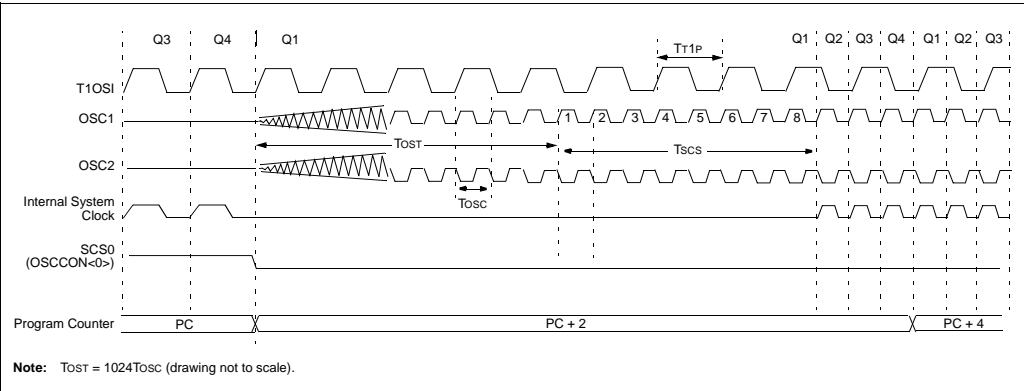 Q3 Q4 Q1 Q1 Q2 Q3 Q4 Q1 Q2 Q3
TT1P
T1OSI
OSC1
1 2 3 4 5 6 7 8
TOST
TSCS
OSC2
TOSC
Internal System
Clock
SCS0
(OSCCON<0>)
Program Counter PC PC + 2 PC + 4
Note: TOST = 1024TOSC (drawing not to scale).